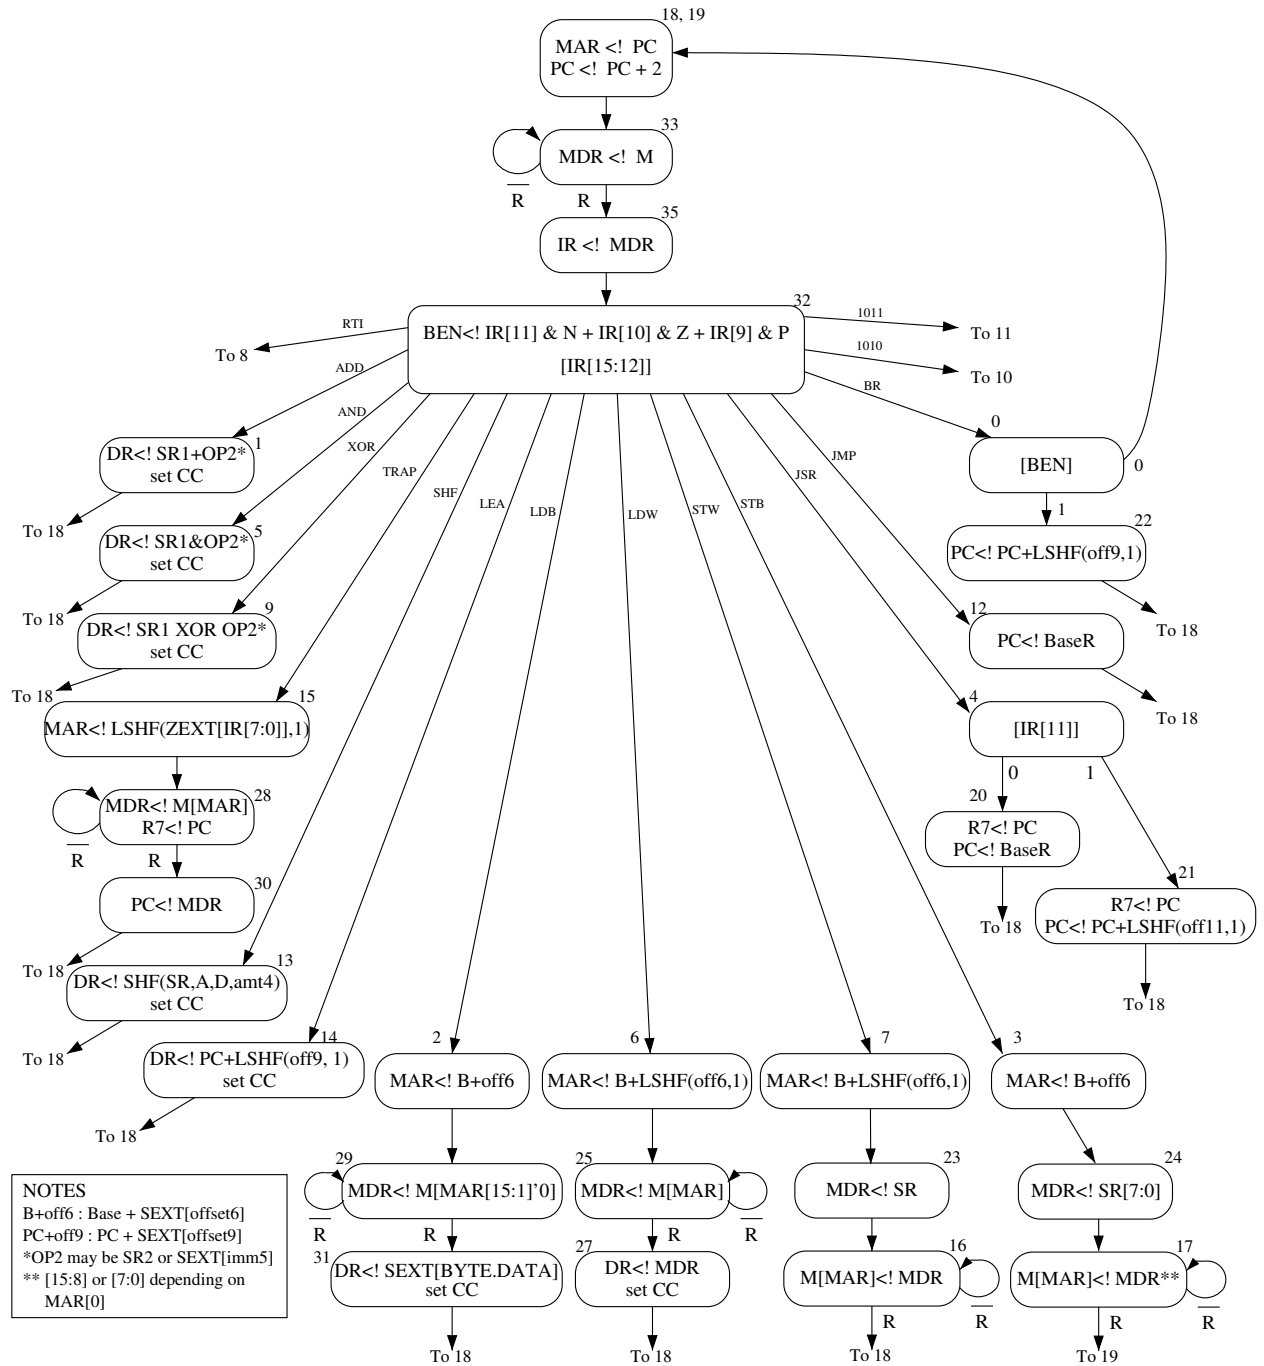 18, 19
MAR <! PC
PC <! PC + 2
33
MDR <! M
R
R
35
IR <! MDR
32
BEN<! IR[11] & N + IR[10] & Z + IR[9] & P
[IR[15:12]]
RTI
To 8
1011
To 11
1010
To 10
ADD
AND
XOR
TRAP
SHF
LEA
LDB
LDW
STW
STB
JSR
JMP
BR
0
[BEN]
0
1
1
DR<! SR1+OP2*
set CC
To 18
22
PC<! PC+LSHF(off9,1)
To 18
5
DR<! SR1&OP2*
set CC
To 18
9
DR<! SR1 XOR OP2*
set CC
To 18
12
PC<! BaseR
To 18
15
MAR<! LSHF(ZEXT[IR[7:0]],1)
4
[IR[11]]
0
1
28
MDR<! M[MAR]
R7<! PC
R
R
20
R7<! PC
PC<! BaseR
To 18
30
PC<! MDR
To 18
21
R7<! PC
PC<! PC+LSHF(off11,1)
To 18
13
DR<! SHF(SR,A,D,amt4)
set CC
To 18
14
DR<! PC+LSHF(off9, 1)
set CC
To 18
2
MAR<! B+off6
6
MAR<! B+LSHF(off6,1)
7
MAR<! B+LSHF(off6,1)
3
MAR<! B+off6
29
MDR<! M[MAR[15:1]'0]
R
R
25
MDR<! M[MAR]
R
R
23
MDR<! SR
24
MDR<! SR[7:0]
31
DR<! SEXT[BYTE.DATA]
set CC
To 18
27
DR<! MDR
set CC
To 18
16
M[MAR]<! MDR
R
R
To 18
17
M[MAR]<! MDR**
R
R
To 19
NOTES
B+off6 : Base + SEXT[offset6]
PC+off9 : PC + SEXT[offset9]
*OP2 may be SR2 or SEXT[imm5]
** [15:8] or [7:0] depending on
MAR[0]